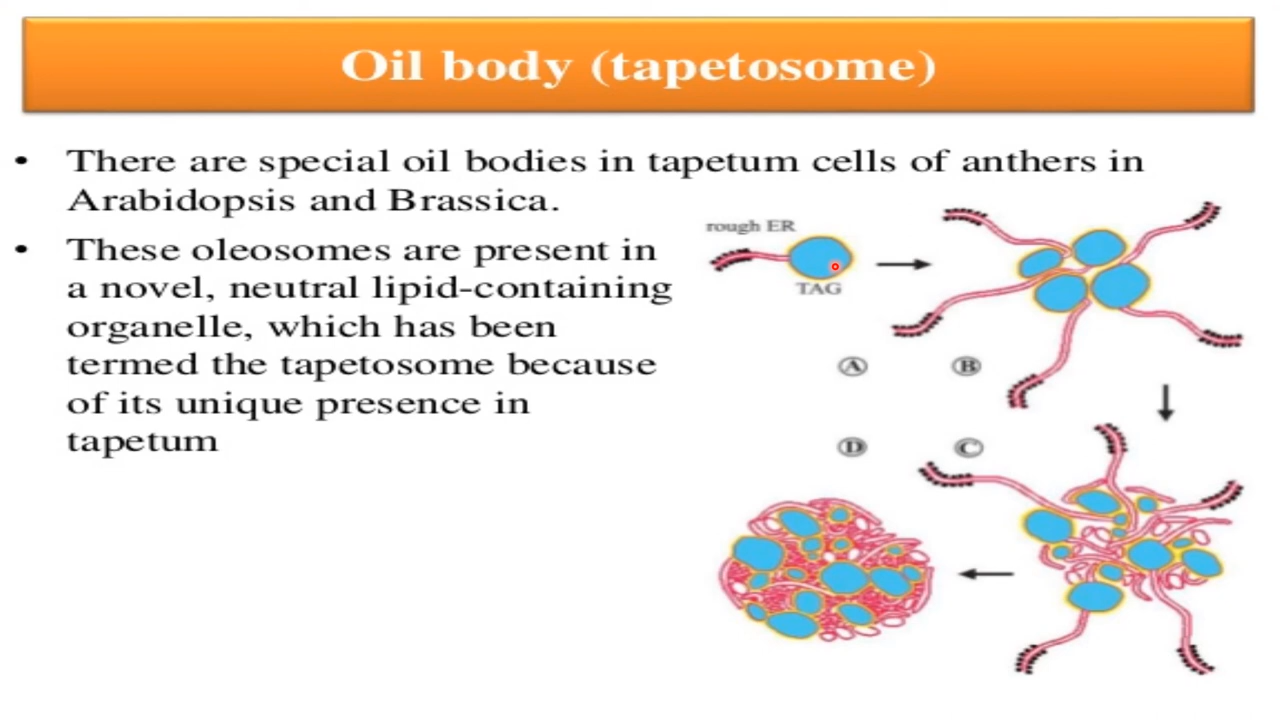 Oil body (tapetosome)
• There are special oil bodies in tapetum cells of anthers in
Arabidopsis and Brassica.
• These oleosomes are present in
a novel, neutral lipid-containing
organelle, which has been
termed the tapetosome because
of its unique presence in
tapetum
rough ER
TAG
A
B
D
C